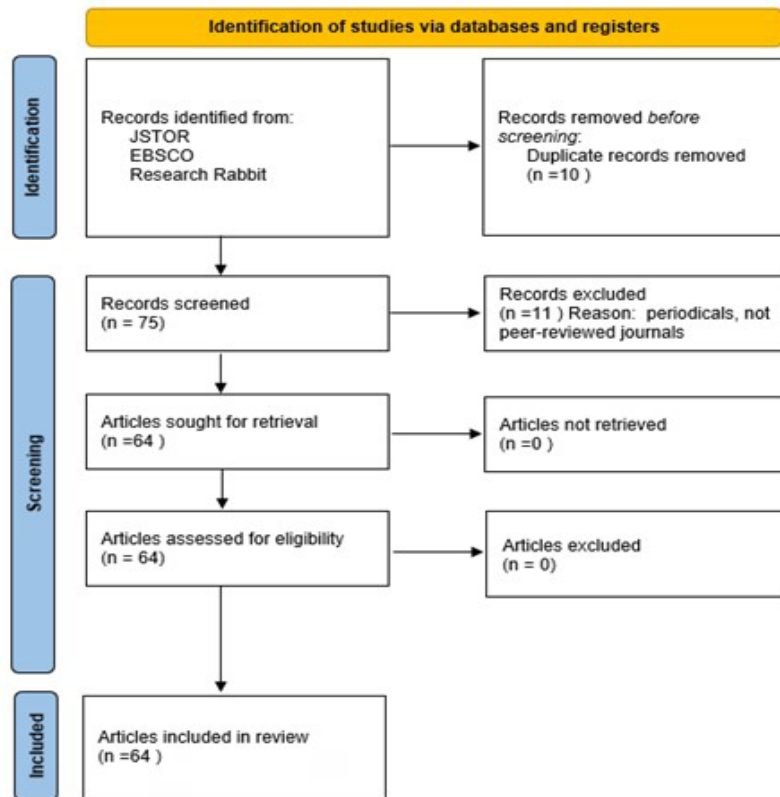 Identification of studies via databases and registers
Identification
Records identified from:
JSTOR
EBSCO
Research Rabbit
Records removed before
screening:
Duplicate records removed
(n =10 )
Screening
Records screened
(n = 75)
Records excluded
(n =11 ) Reason: periodicals, not
peer-reviewed journals
Articles sought for retrieval
(n =64 )
Articles not retrieved
(n =0 )
Articles assessed for eligibility
(n = 64)
Articles excluded
(n = 0)
Included
Articles included in review
(n =64 )